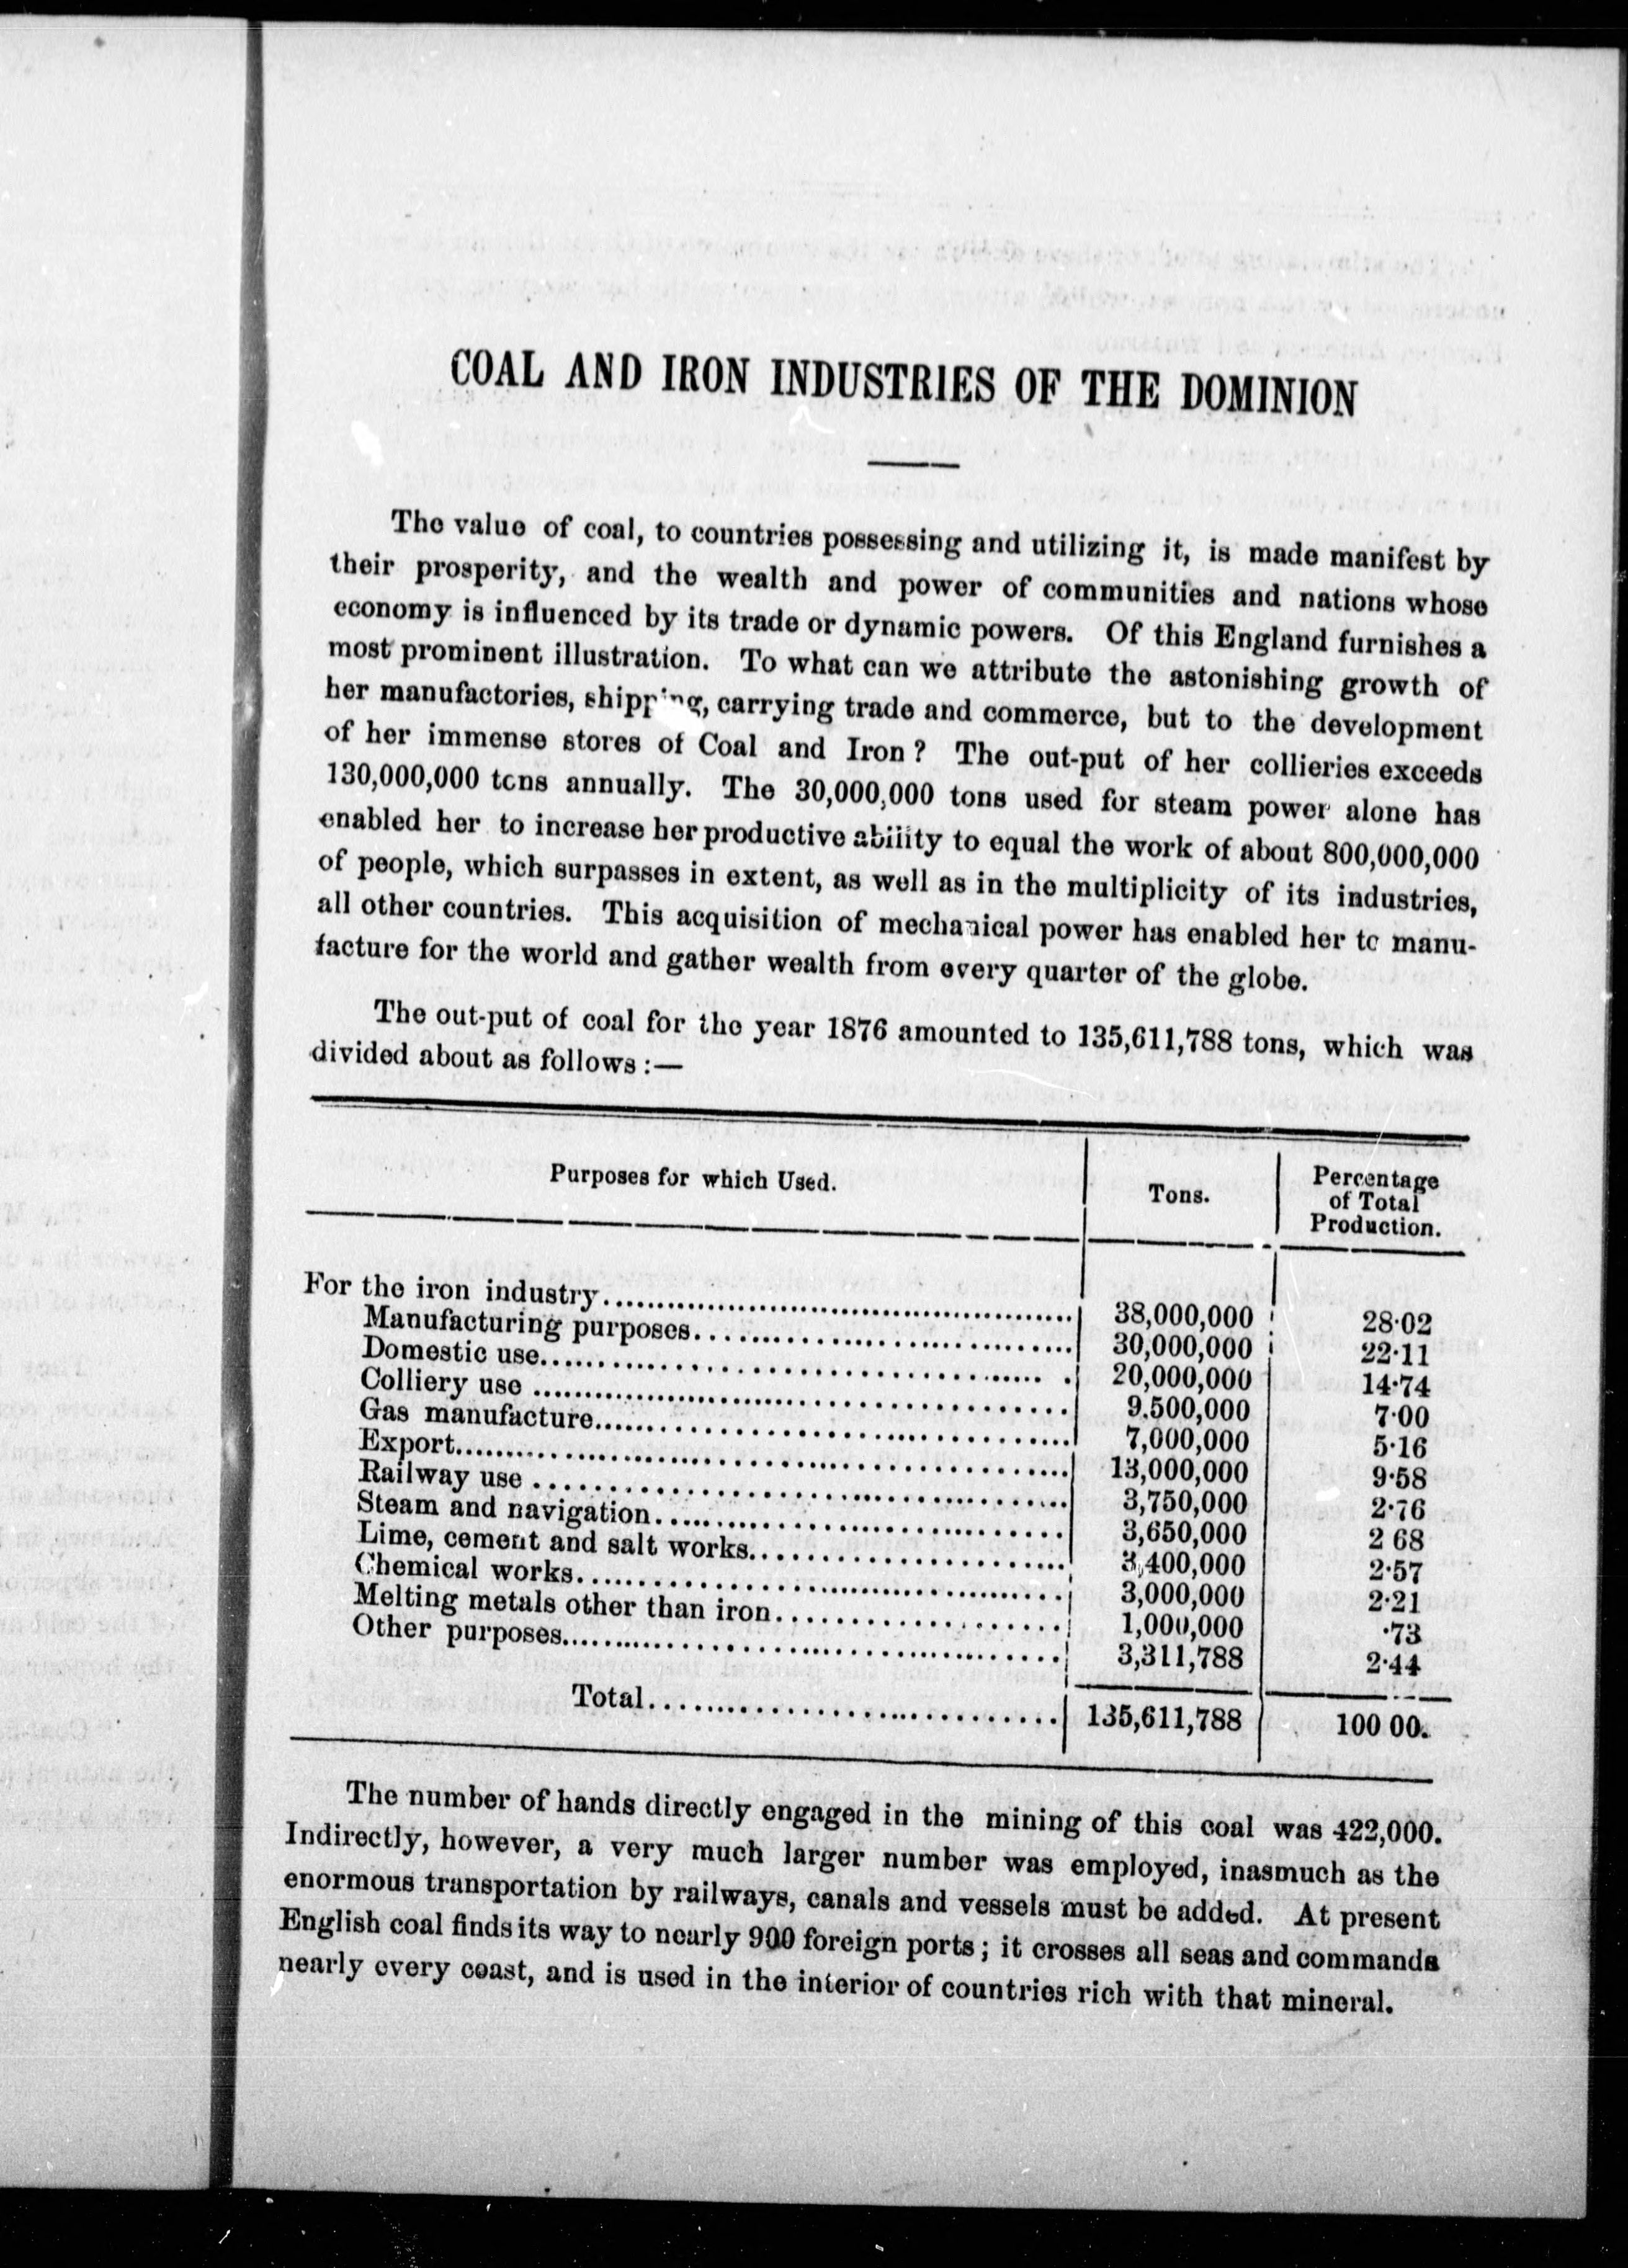 COAL AND IRON INDUSTRIES OF THE DOMINION
The value of coal, to countries possessing and utilizing it, is made manifest by
their prosperity, and the wealth and power of communities and nations whose
economy is influenced by its trade or dynamic powers. Of this England furnishes a
most prominent illustration. To what can we attribute the astonishing growth of
her manufactories, shipping, carrying trade and commerce, but to the development
of her immense stores of Coal and Iron? The out-put of her collieries exceeds
130,000,000 tons annually. The 30,000,000 tons used for steam power alone has
enabled her to increase her productive ability to equal the work of about 800,000,000
of people, which surpasses in extent, as well as in the multiplicity of its industries,
all other countries. This acquisition of mechanical power has enabled her to manu-
facture for the world and gather wealth from every quarter of the globe.
The out-put of coal for the year 1876 amounted to 135,611,788 tons, which was
divided about as follows:—
Purposes for which Used. Tons. Percentage
of Total
Production.
For the iron industry 38,000,000 28·02
Manufacturing purposes 30,000,000 22·11
Domestic use 20,000,000 14·74
Colliery use 9.500,000 7·00
Gas manufacture 7,000,000 5·16
Export 13,000,000 9·58
Railway use 3,750,000 2·76
Steam and navigation 3,650,000 2 68
Lime, cement and salt works 3,400,000 2·57
Chemical works 3,000,000 2·21
Melting metals other than iron 1,000,000 ·73
Other purposes 3,311,788 2·44
Total 135,611,788 100 00.
The number of hands directly engaged in the mining of this coal was 422,000.
Indirectly, however, a very much larger number was employed, inasmuch as the
enormous transportation by railways, canals and vessels must be added. At present
English coal finds its way to nearly 900 foreign ports; it crosses all seas and commands
nearly every coast, and is used in the interior of countries rich with that mineral.